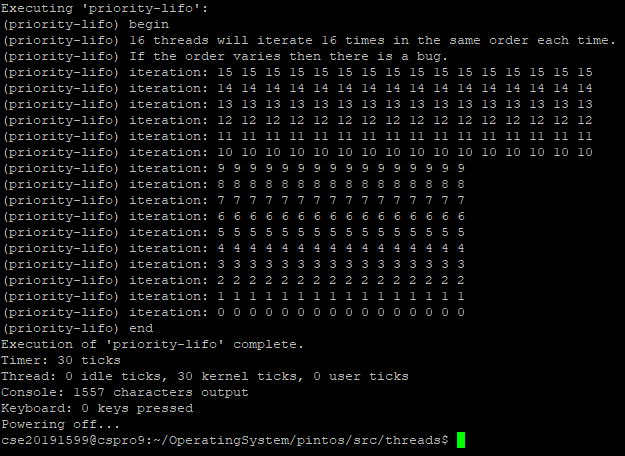 Executing 'priority-lifo':
(priority-lifo) begin
(priority-lifo) 16 threads will iterate 16 times in the same order each time.
(priority-lifo) If the order varies then there is a bug.
(priority-lifo) iteration: 15 15 15 15 15 15 15 15 15 15 15 15 15 15 15 15
(priority-lifo) iteration: 14 14 14 14 14 14 14 14 14 14 14 14 14 14 14 14
(priority-lifo) iteration: 13 13 13 13 13 13 13 13 13 13 13 13 13 13 13 13
(priority-lifo) iteration: 12 12 12 12 12 12 12 12 12 12 12 12 12 12 12 12
(priority-lifo) iteration: 11 11 11 11 11 11 11 11 11 11 11 11 11 11 11 11
(priority-lifo) iteration: 10 10 10 10 10 10 10 10 10 10 10 10 10 10 10 10
(priority-lifo) iteration: 9 9 9 9 9 9 9 9 9 9 9 9 9 9 9 9
(priority-lifo) iteration: 8 8 8 8 8 8 8 8 8 8 8 8 8 8 8 8
(priority-lifo) iteration: 7 7 7 7 7 7 7 7 7 7 7 7 7 7 7 7
(priority-lifo) iteration: 6 6 6 6 6 6 6 6 6 6 6 6 6 6 6 6
(priority-lifo) iteration: 5 5 5 5 5 5 5 5 5 5 5 5 5 5 5 5
(priority-lifo) iteration: 4 4 4 4 4 4 4 4 4 4 4 4 4 4 4 4
(priority-lifo) iteration: 3 3 3 3 3 3 3 3 3 3 3 3 3 3 3 3
(priority-lifo) iteration: 2 2 2 2 2 2 2 2 2 2 2 2 2 2 2 2
(priority-lifo) iteration: 1 1 1 1 1 1 1 1 1 1 1 1 1 1 1 1
(priority-lifo) iteration: 0 0 0 0 0 0 0 0 0 0 0 0 0 0 0 0
(priority-lifo) end
Execution of 'priority-lifo' complete.
Timer: 30 ticks
Thread: 0 idle ticks, 30 kernel ticks, 0 user ticks
Console: 1557 characters output
Keyboard: 0 keys pressed
Powering off...
cse20191599@cspro9:~/OperatingSystem/pintos/src/threads$